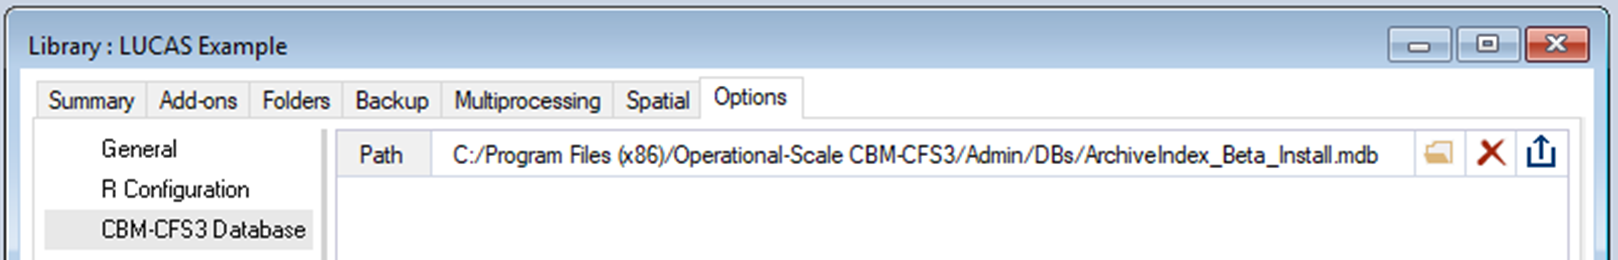 Library : LUCAS Example
Summary Add-ons Folders Backup Multiprocessing Spatial Options
General
R Configuration
CBM-CFS3 Database
Path C:/Program Files (x86)/Operational-Scale CBM-CFS3/Admin/DBs/ArchiveIndex_Beta_Install.mdb